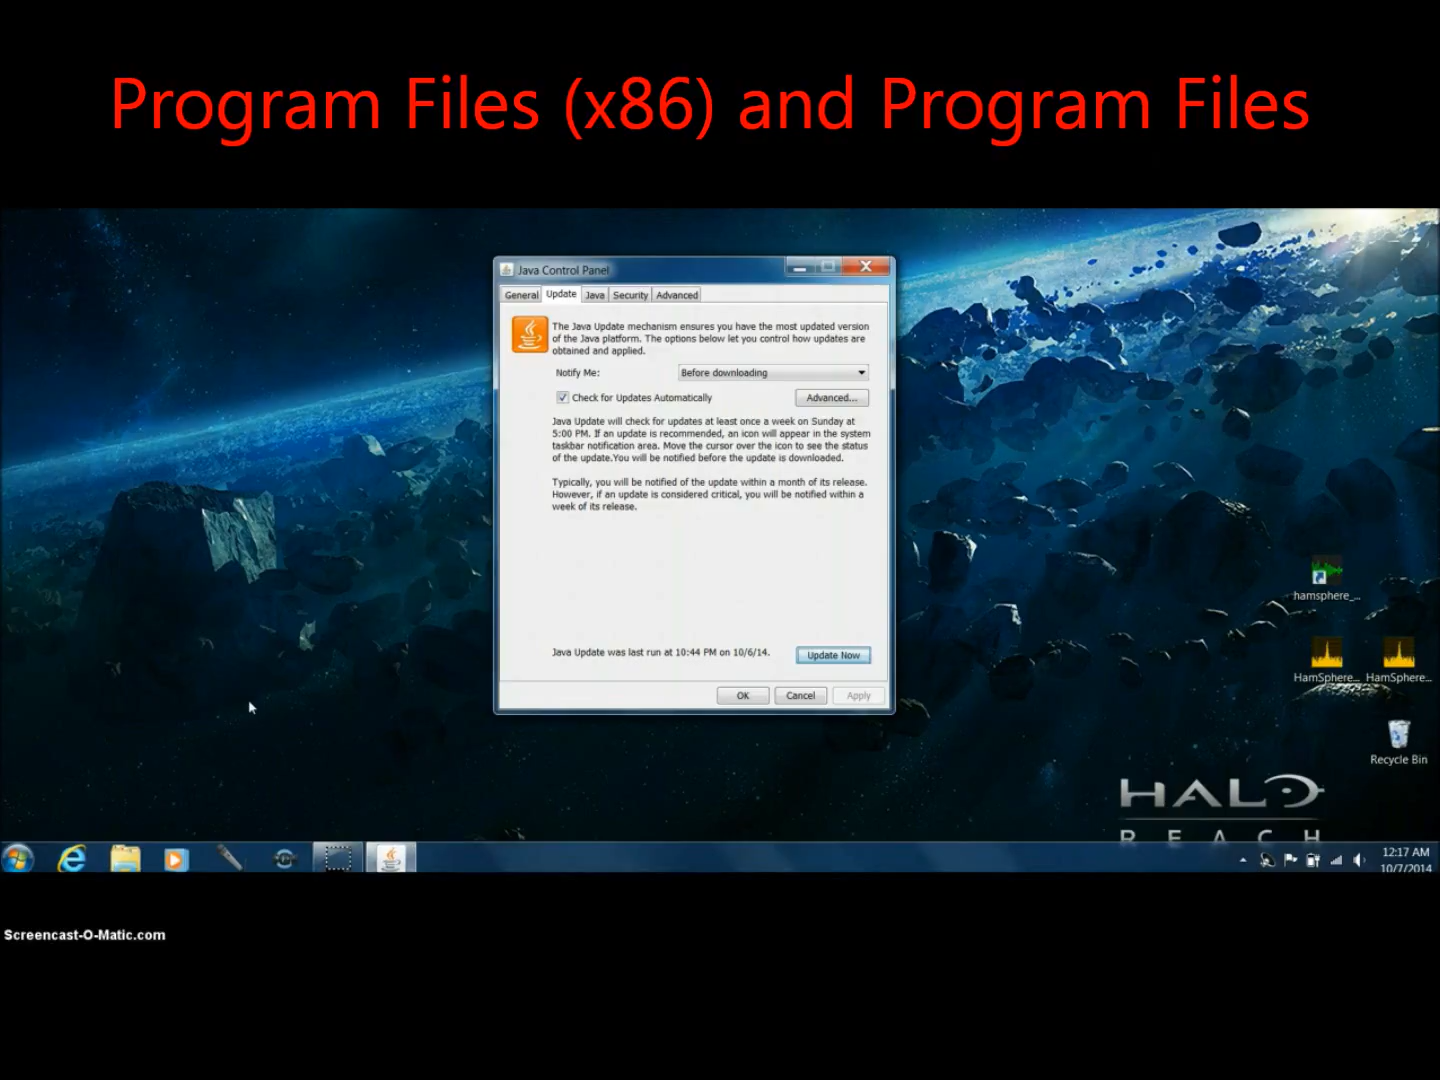 Program Files (x86) and Program Files
Java Control Panel
General Update Java Security Advanced
The Java Update mechanism ensures you have the most updated version
of the Java platform. The options below let you control how updates are
obtained and applied.
Notify Me: Before downloading
Check for Updates Automatically Advanced...
Java Update will check for updates at least once a week on Sunday at
5:00 PM. If an update is recommended, an icon will appear in the system
taskbar notification area. Move the cursor over the icon to see the status
of the update.You will be notified before the update is downloaded.
Typically, you will be notified of the update within a month of its release.
However, if an update is considered critical, you will be notified within a
week of its release.
Java Update was last run at 10:44 PM on 10/6/14. Update Now
OK Cancel Apply
hamsphere_...
HamSphere... HamSphere...
Recycle Bin
HALO
REACH
12:17 AM
10/7/2014
Screencast-O-Matic.com